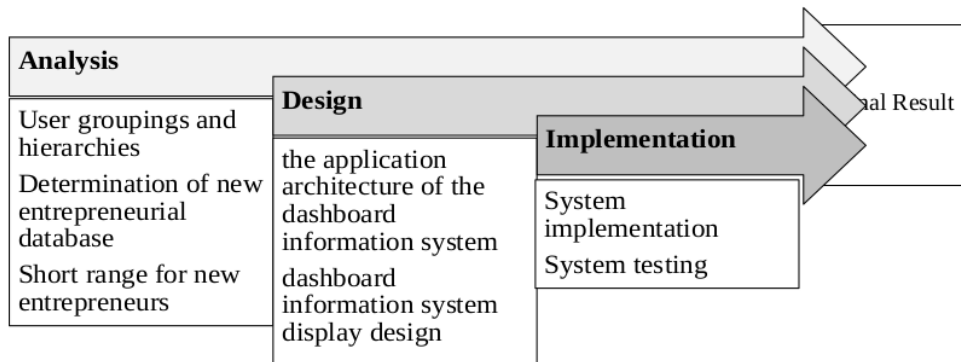 Analysis
User groupings and
hierarchies
Determination of new
entrepreneurial
database
Short range for new
entrepreneurs
Design
the application
architecture of the
dashboard
information system
dashboard
information system
display design
Implementation
System
implementation
System testing
Result